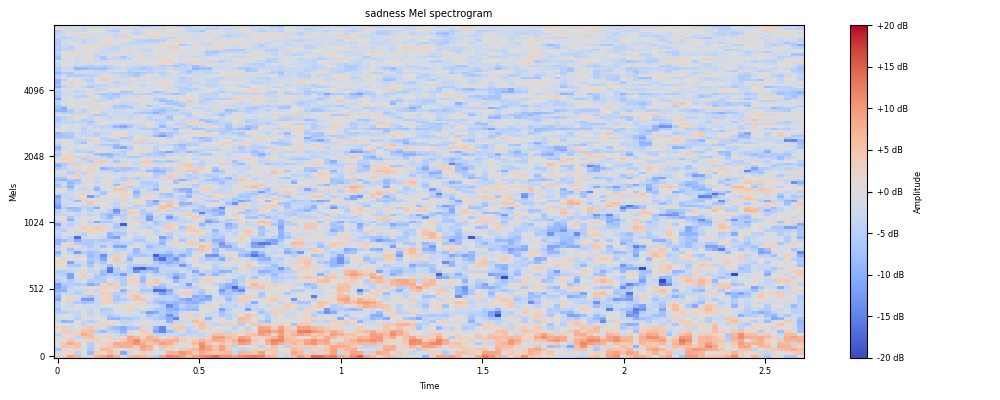 sadness Mel spectrogram
Mels
4096
2048
1024
512
0
0
0.5
1
1.5
2
2.5
Time
+20 dB
+15 dB
+10 dB
+5 dB
+0 dB
-5 dB
-10 dB
-15 dB
-20 dB
Amplitude